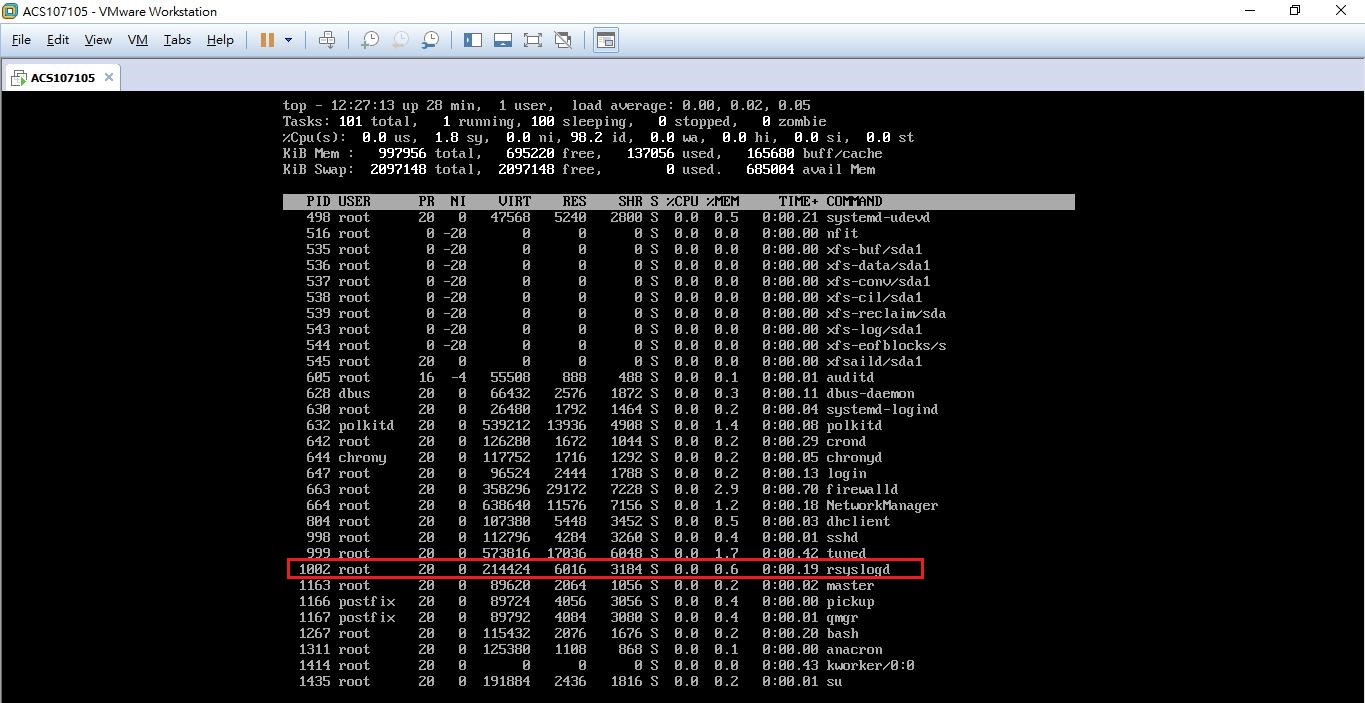 ACS107105 - VMware Workstation
File Edit View VM Tabs Help
ACS107105
top - 12:27:13 up 28 min,  1 user,  load average: 0.00, 0.02, 0.05
Tasks: 101 total,   1 running, 100 sleeping,   0 stopped,   0 zombie
%Cpu(s):  0.0 us,  1.8 sy,  0.0 ni, 98.2 id,  0.0 wa,  0.0 hi,  0.0 si,  0.0 st
KiB Mem :   997956 total,   695220 free,   137056 used,   165680 buff/cache
KiB Swap:  2097148 total,  2097148 free,        0 used.   685004 avail Mem
PID USER PR NI VIRT RES SHR S %CPU %MEM TIME+ COMMAND
498 root 20 0 47568 5240 2800 S 0.0 0.5 0:00.21 systemd-udevd
516 root 0 -20 0 0 0 S 0.0 0.0 0:00.00 nfit
535 root 0 -20 0 0 0 S 0.0 0.0 0:00.00 xfs-buf/sda1
536 root 0 -20 0 0 0 S 0.0 0.0 0:00.00 xfs-data/sda1
537 root 0 -20 0 0 0 S 0.0 0.0 0:00.00 xfs-conv/sda1
538 root 0 -20 0 0 0 S 0.0 0.0 0:00.00 xfs-cil/sda1
539 root 0 -20 0 0 0 S 0.0 0.0 0:00.00 xfs-reclaim/sda
543 root 0 -20 0 0 0 S 0.0 0.0 0:00.00 xfs-log/sda1
544 root 0 -20 0 0 0 S 0.0 0.0 0:00.00 xfs-eofblocks/s
545 root 20 0 0 0 0 S 0.0 0.0 0:00.00 xfsaild/sda1
605 root 16 -4 55508 888 488 S 0.0 0.1 0:00.01 auditd
628 dbus 20 0 66432 2576 1872 S 0.0 0.3 0:00.11 dbus-daemon
630 root 20 0 26480 1792 1464 S 0.0 0.2 0:00.04 systemd-logind
632 polkitd 20 0 539212 13936 4908 S 0.0 1.4 0:00.08 polkitd
642 root 20 0 126280 1672 1044 S 0.0 0.2 0:00.29 crond
644 chrony 20 0 117752 1716 1292 S 0.0 0.2 0:00.05 chronyd
647 root 20 0 96524 2444 1788 S 0.0 0.2 0:00.13 login
663 root 20 0 358296 29172 7228 S 0.0 2.9 0:00.70 firewalld
664 root 20 0 638640 11576 7156 S 0.0 1.2 0:00.18 NetworkManager
804 root 20 0 107380 5448 3452 S 0.0 0.5 0:00.03 dhclient
998 root 20 0 112796 4284 3260 S 0.0 0.4 0:00.01 sshd
999 root 20 0 573816 17036 6048 S 0.0 1.7 0:00.42 tuned
1002 root 20 0 214424 6016 3184 S 0.0 0.6 0:00.19 rsyslogd
1163 root 20 0 89620 2064 1056 S 0.0 0.2 0:00.02 master
1166 postfix 20 0 89724 4056 3056 S 0.0 0.4 0:00.00 pickup
1167 postfix 20 0 89792 4084 3080 S 0.0 0.4 0:00.01 qmgr
1267 root 20 0 115432 2076 1676 S 0.0 0.2 0:00.20 bash
1311 root 20 0 125380 1108 868 S 0.0 0.1 0:00.00 anacron
1414 root 20 0 0 0 0 S 0.0 0.0 0:00.43 kworker/0:0
1435 root 20 0 191884 2436 1816 S 0.0 0.2 0:00.01 su